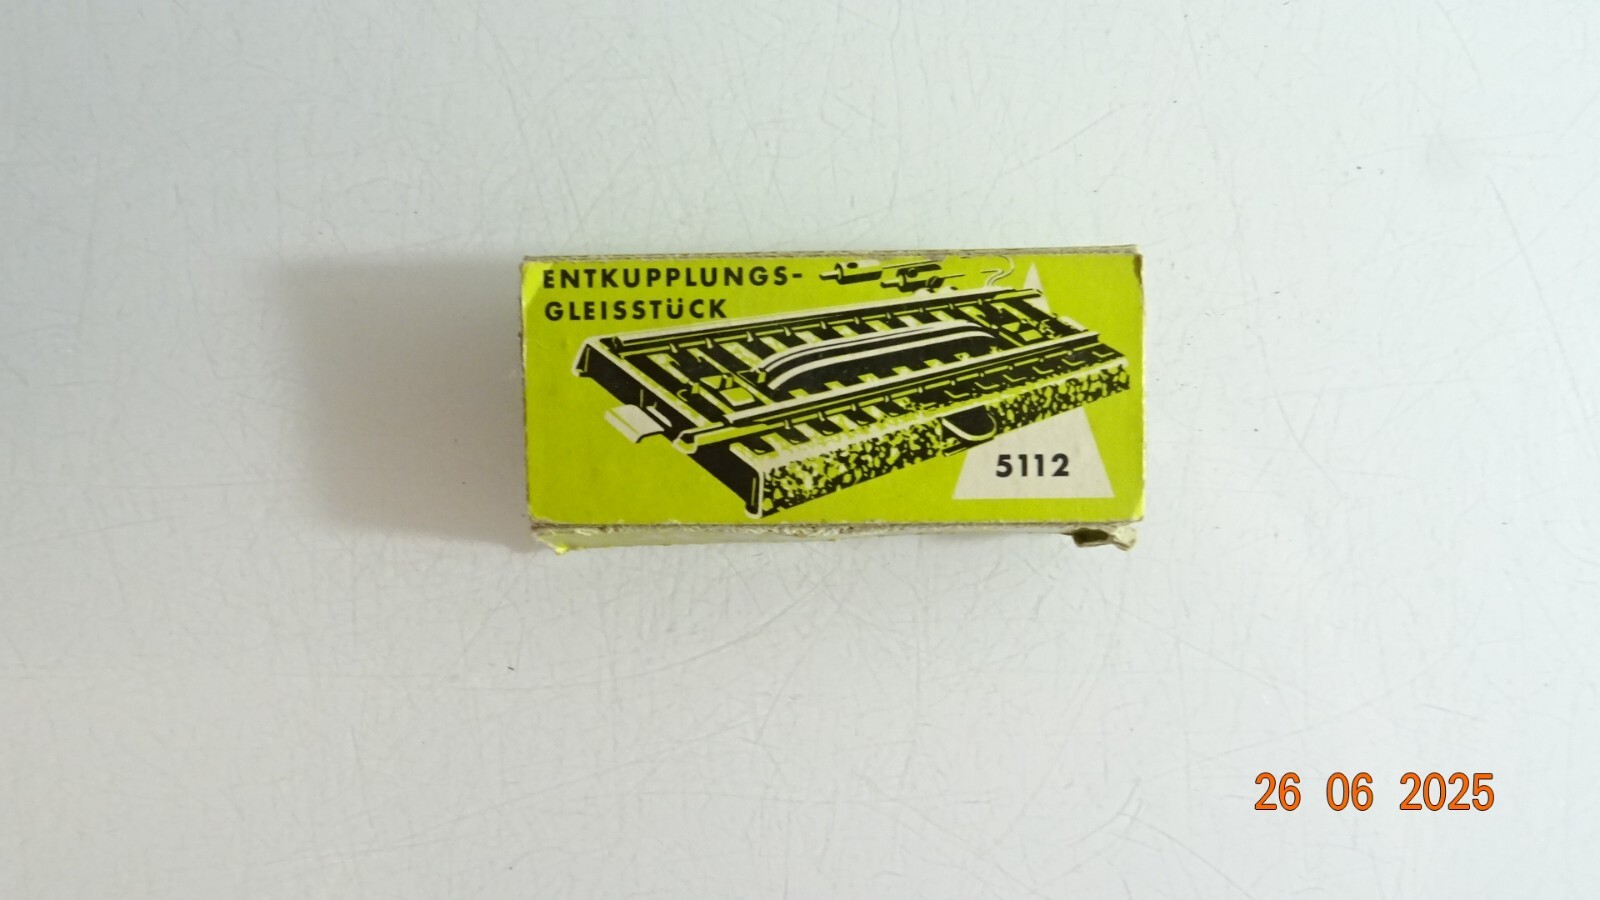 ENTKUPPLUNGS-
GLEISSTÜCK
5112
26 06 2025